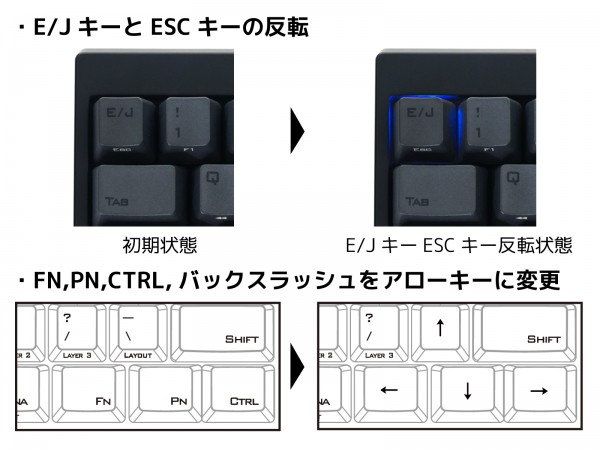 ・E/J キーと ESC キーの反転
E/J ! 1
ESC F1
TAB Q
E/J ! 1
ESC F1
TAB Q
初期状態
E/J キー ESC キー反転状態
・FN,PN,CTRL, バックスラッシュをアローキーに変更
? / _ \ SHIFT
R 2 LAYER 3 LAYOUT
NA FN PN CTRL
? / ↑ SHIFT
R 2 LAYER 3
NA ← ↓ →